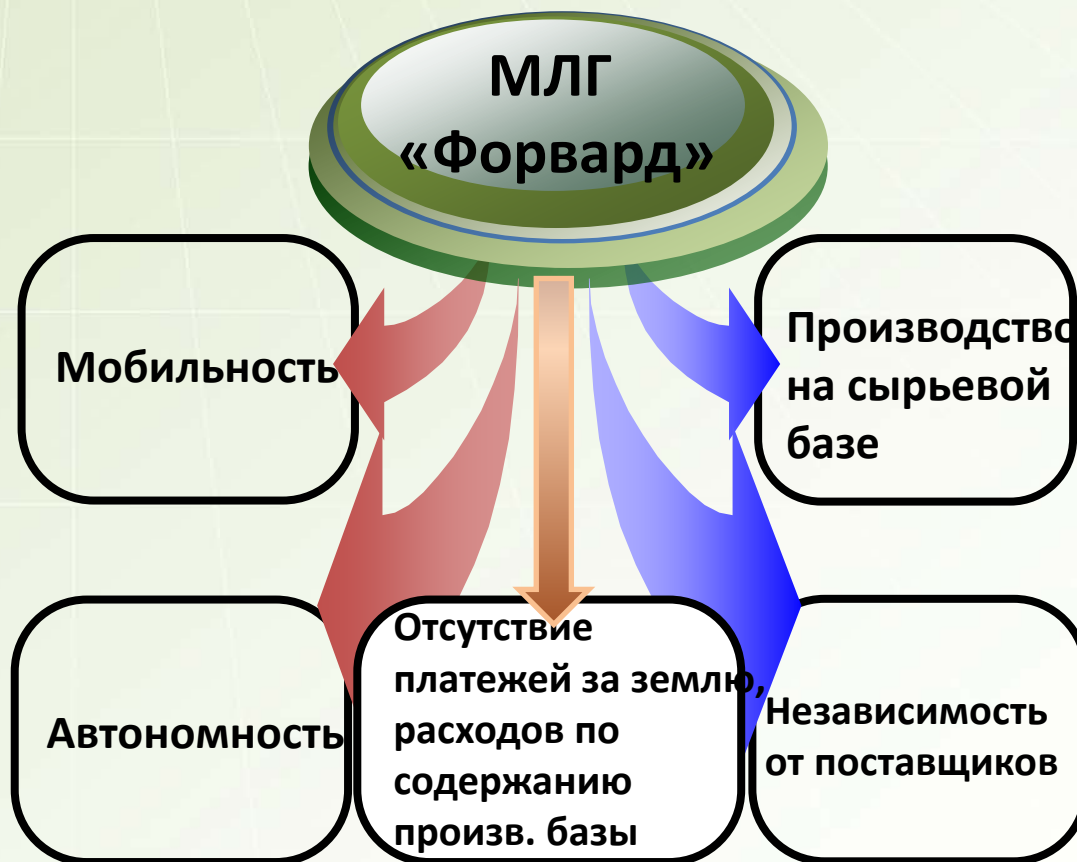 МЛГ
«Форвард»
Мобильность
Производство
на сырьевой
базе
Автономность
Отсутствие
платежей за землю,
расходов по
содержанию
произв. базы
Независимость
от поставщиков